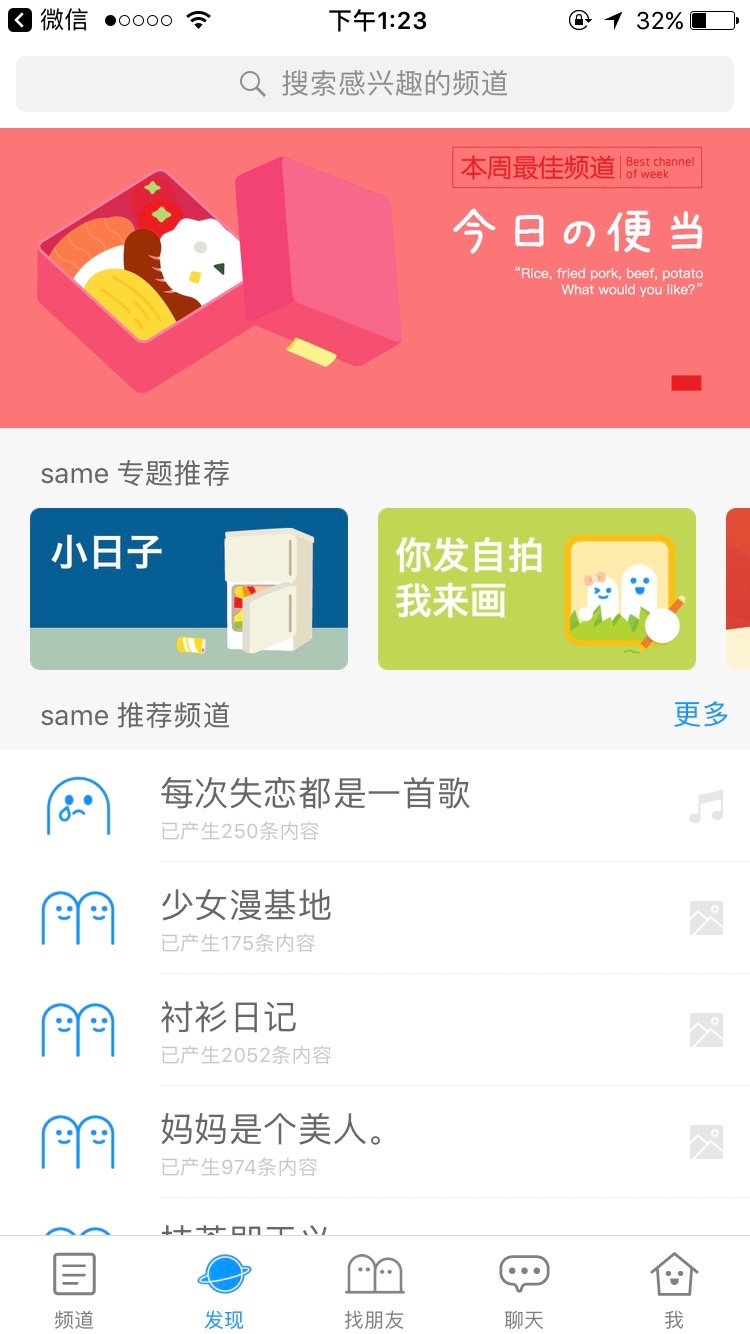 微信
下午1:23
32%
搜索感兴趣的频道
本周最佳频道
Best channel
of week
今日の便当
“Rice, fried pork, beef, potato
What would you like?”
same 专题推荐
小日子
你发自拍
我来画
same 推荐频道
更多
每次失恋都是一首歌
已产生250条内容
少女漫基地
已产生175条内容
衬衫日记
已产生2052条内容
妈妈是个美人。
已产生974条内容
频道
发现
找朋友
聊天
我